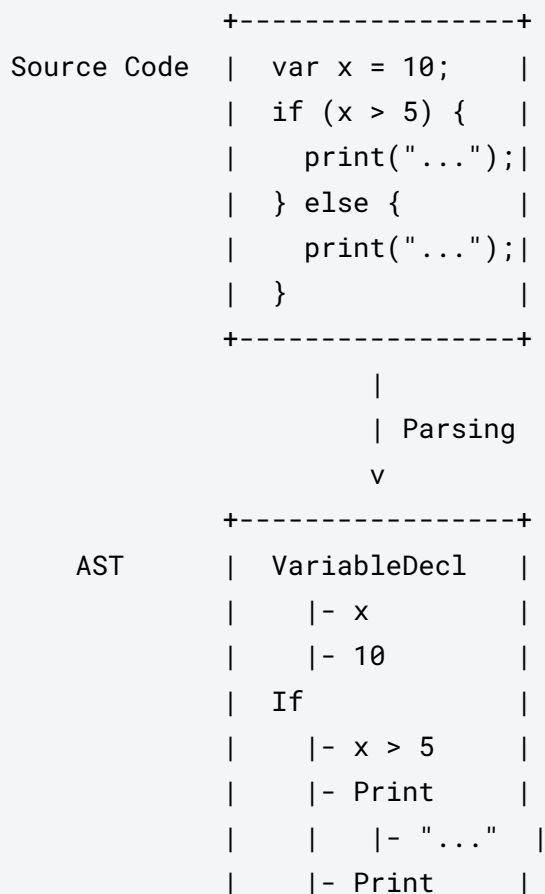 +-----------------+
Source Code  |  var x = 10;    |
             |  if (x > 5) {   |
             |    print("...");|
             |  } else {       |
             |    print("...");|
             |  }              |
             +-----------------+
                      |
                      | Parsing
                      v
             +-----------------+
    AST      |  VariableDecl   |
             |    |- x         |
             |    |- 10        |
             |  If             |
             |    |- x > 5     |
             |    |- Print     |
             |    |   |- "..."  |
             |    |- Print     |